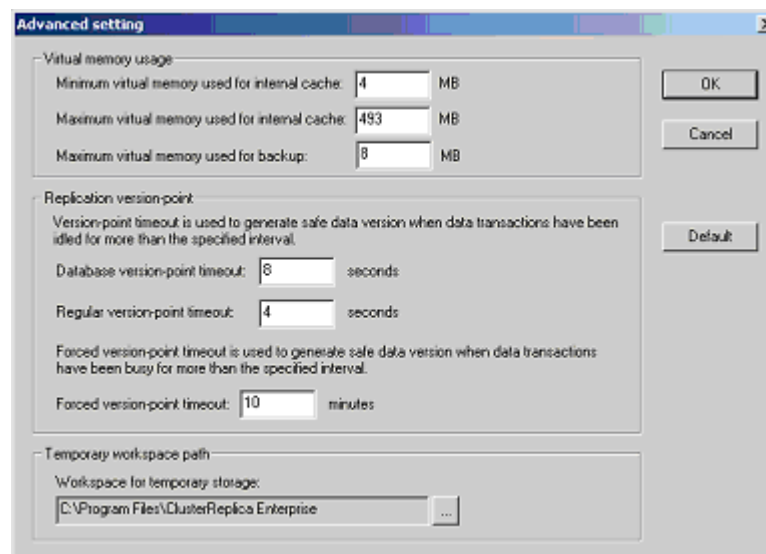 Advanced setting
Virtual memory usage
Minimum virtual memory used for internal cache: 4 MB
OK
Maximum virtual memory used for internal cache: 493 MB
Cancel
Maximum virtual memory used for backup: 8 MB
Replication version-point
Version-point timeout is used to generate safe data version when data transactions have been
idled for more than the specified interval.
Default
Database version-point timeout: 8 seconds
Regular version-point timeout: 4 seconds
Forced version-point timeout is used to generate safe data version when data transactions
have been busy for more than the specified interval.
Forced version-point timeout: 10 minutes
Temporary workspace path
Workspace for temporary storage:
C:\Program Files\ClusterReplica Enterprise
...